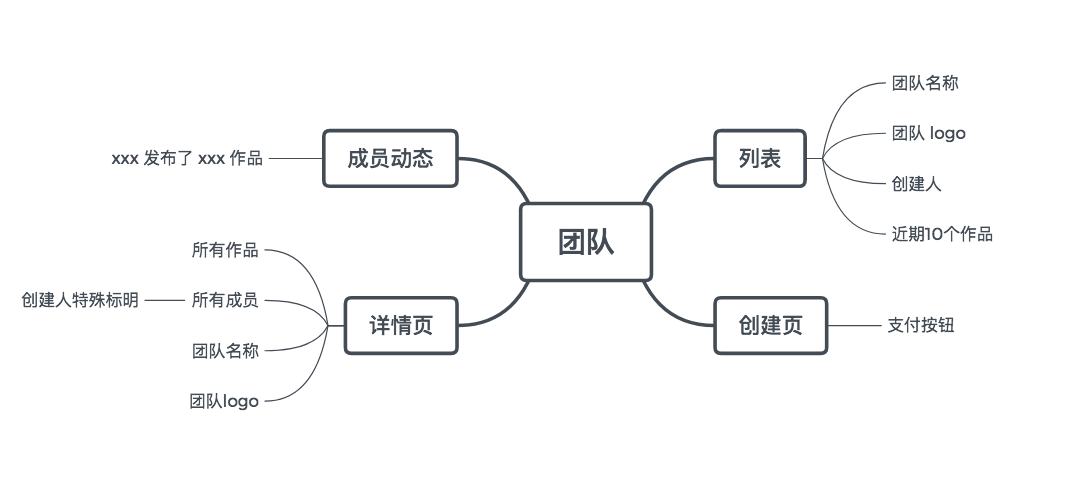 团队
列表
团队名称
团队 logo
创建人
近期10个作品
创建页
支付按钮
成员动态
xxx 发布了 xxx 作品
详情页
所有作品
所有成员
创建人特殊标明
团队名称
团队logo